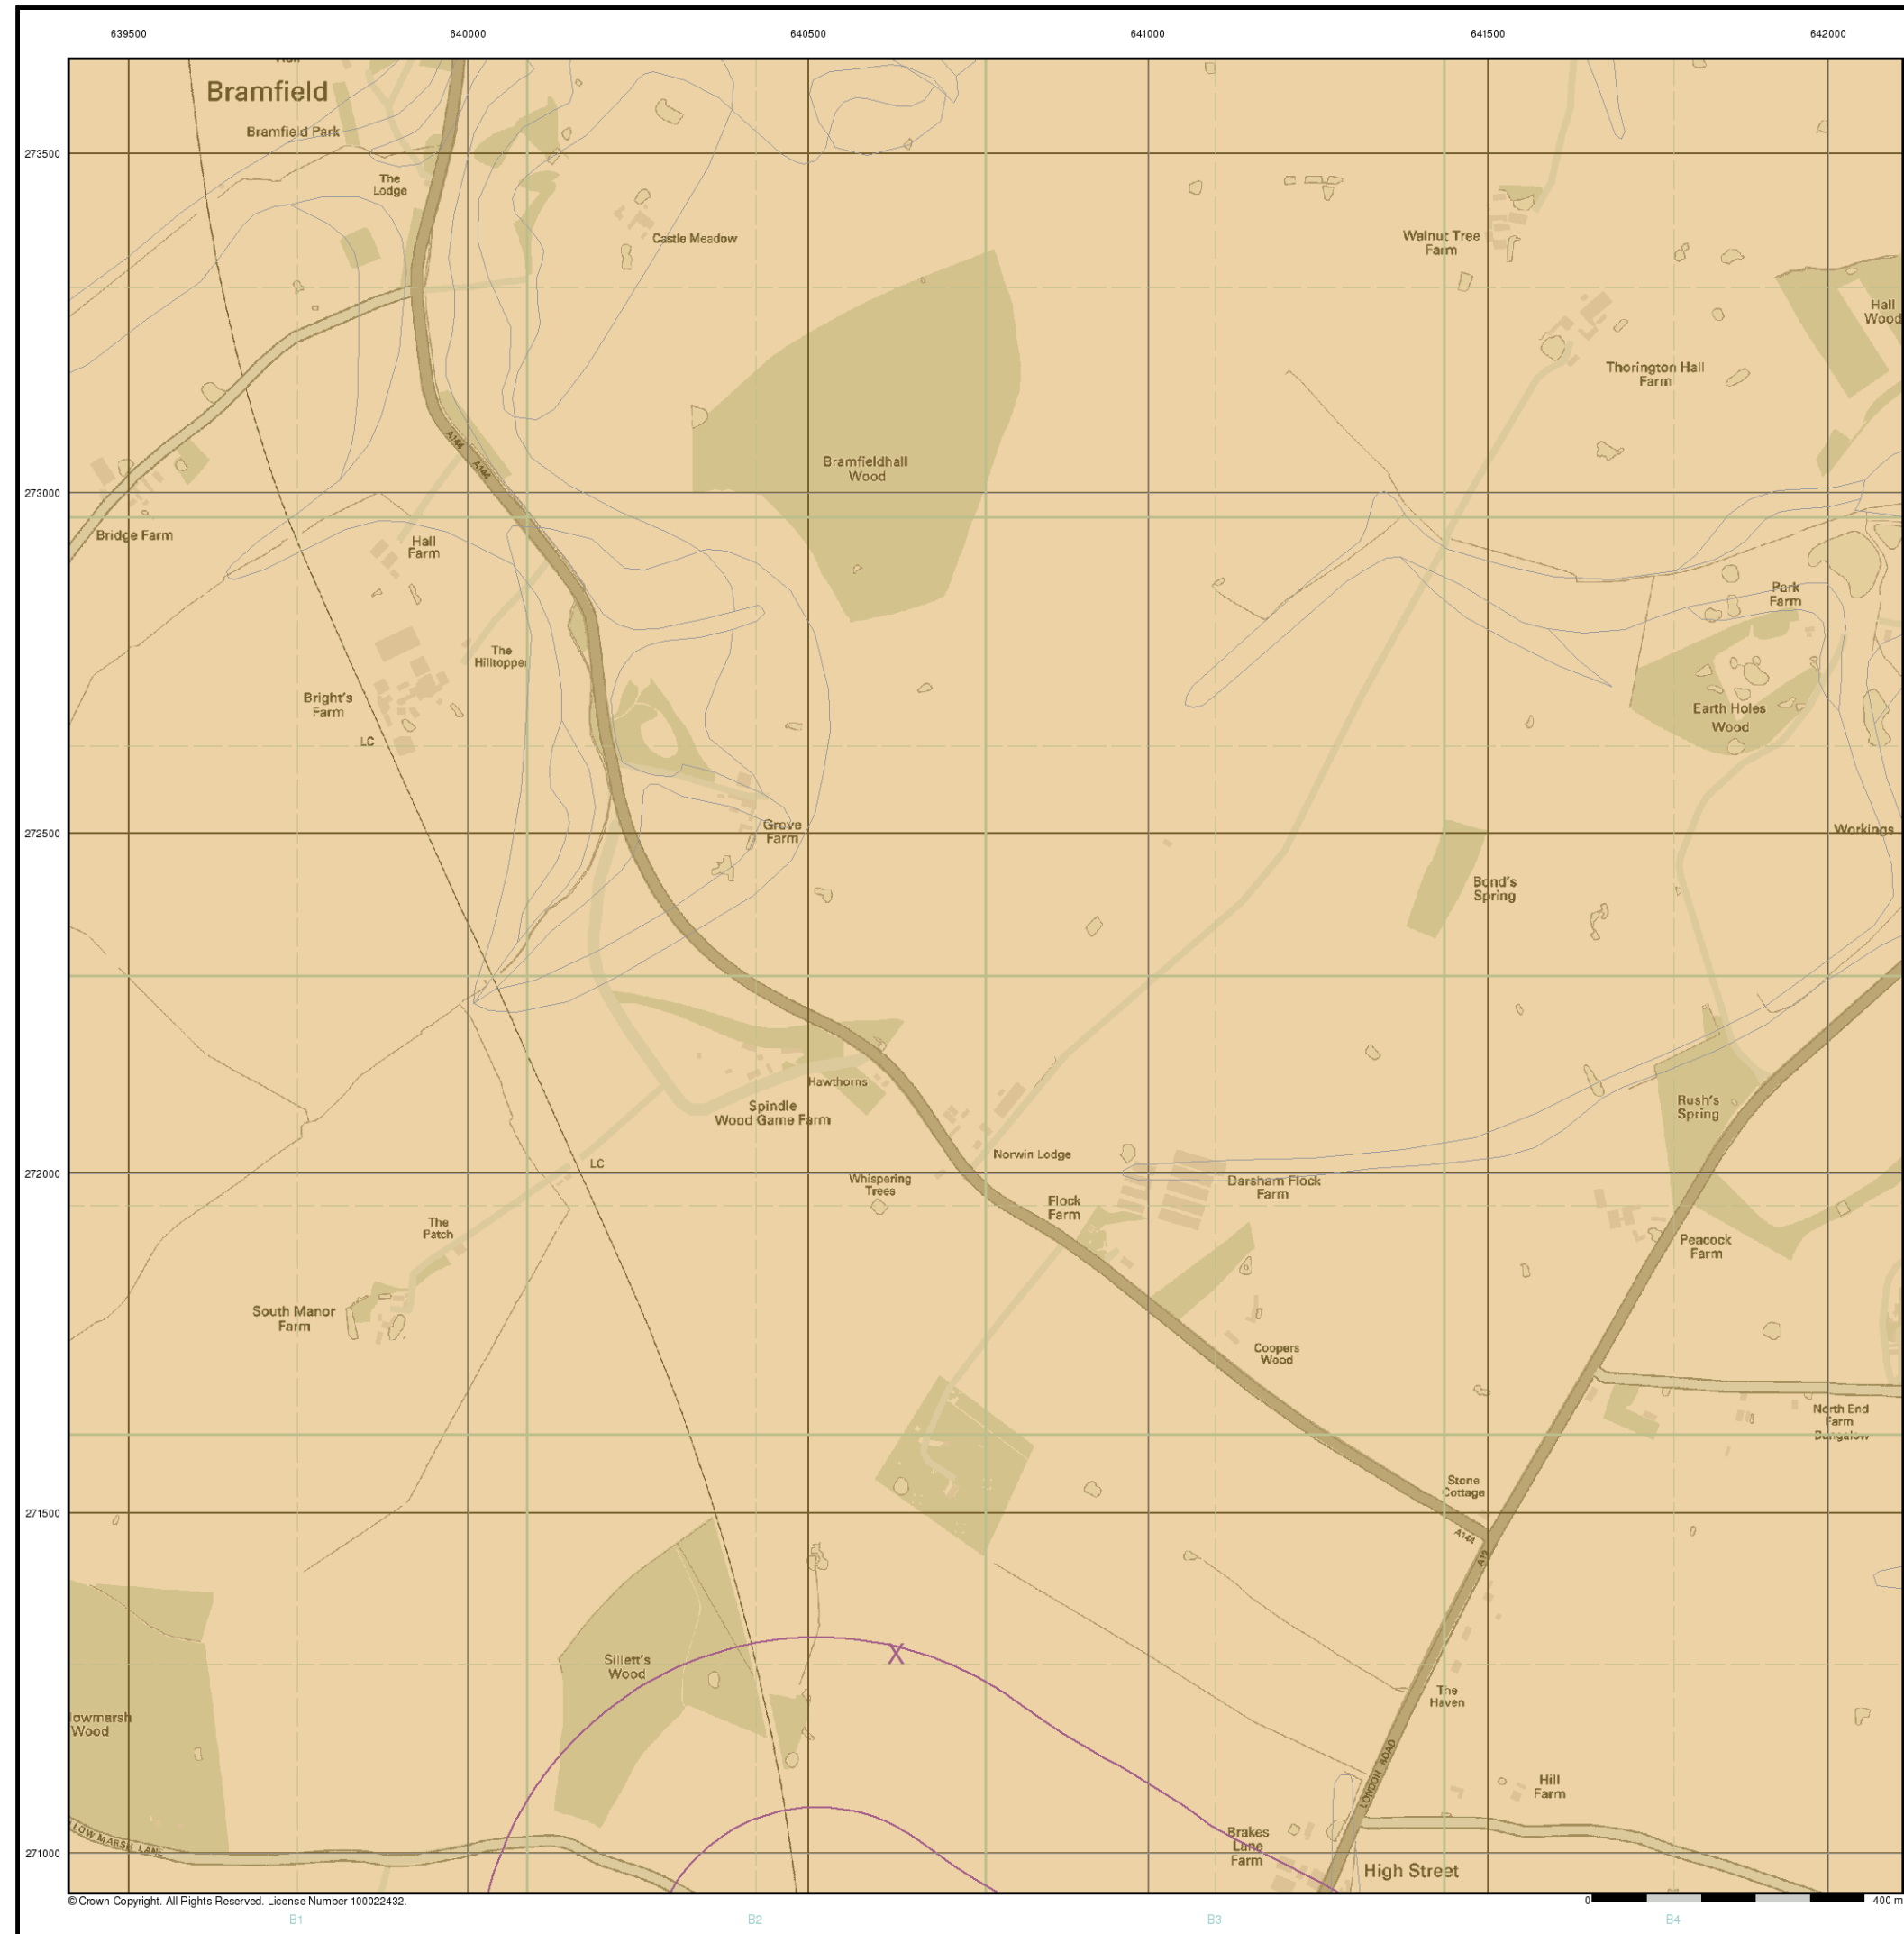 639500 640000 640500 641000 641500 642000
Bramfield
Bramfield Park
273500
The
Lodge
Castle Meadow
Walnut Tree
Farm
Hall
Wood
Thorington Hall
Farm
A144 A144
Bramfieldhall
Wood
273000
Bridge Farm
Hall
Farm
Park
Farm
The
Hilltopper
Bright's
Farm
LC
Earth Holes
Wood
Grove
Farm
272500
Workings
Bond's
Spring
Hawthorns
Spindle
Wood Game Farm
Rush's
Spring
Norwin Lodge
LC
272000
Whispering
Trees
Darsham Flock
Farm
Flock
Farm
The
Patch
Peacock
Farm
South Manor
Farm
Coopers
Wood
North End
Farm
Bungalow
Stone
Cottage
271500
A144
A12
Sillett's
Wood
X
The
Haven
lowmarsh
Wood
LONDON ROAD
Hill
Farm
LOW MARSH LANE
Brakes
Lane
Farm
271000
High Street
© Crown Copyright. All Rights Reserved. License Number 100022432.
0 400 m
B1 B2 B3 B4